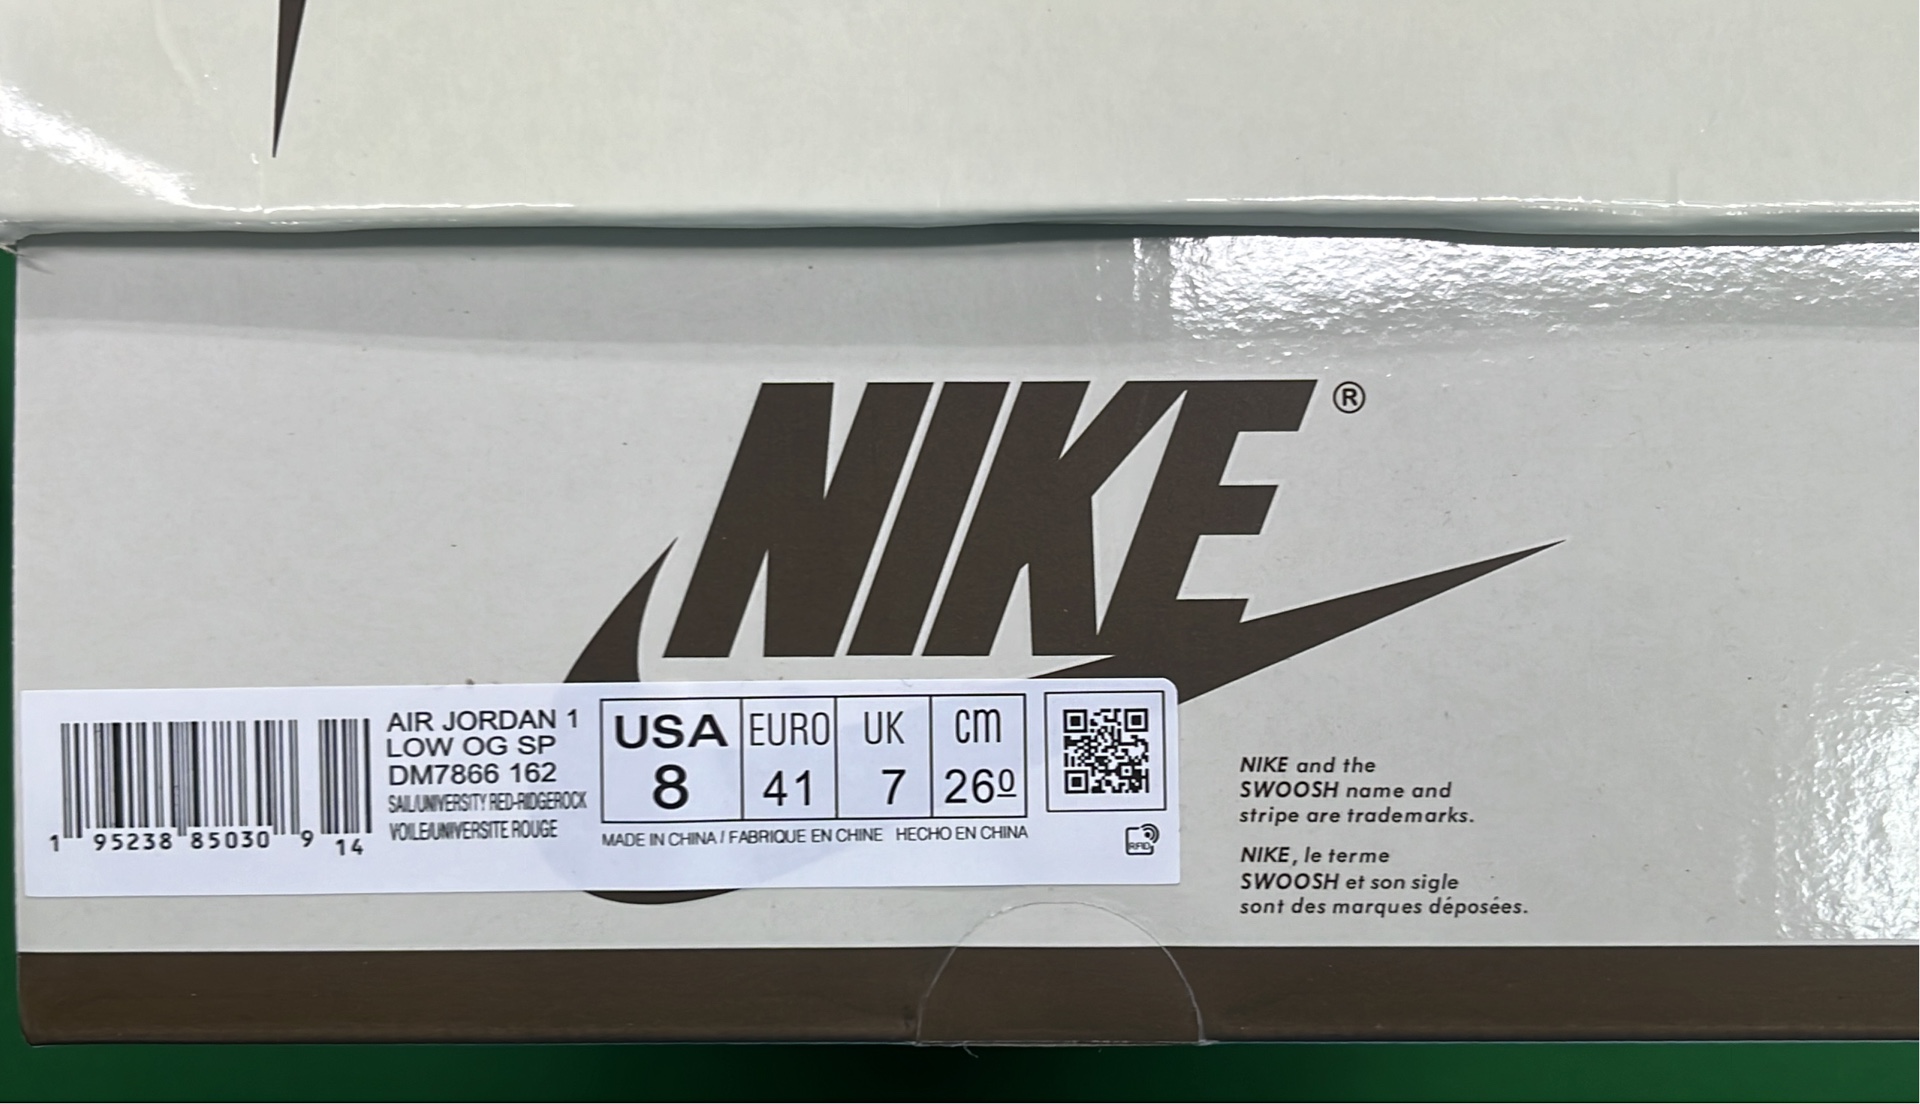 NIKE®
AIR JORDAN 1
LOW OG SP
DM7866 162
SAIL/UNIVERSITY RED-RIDGEROCK
VOILE/UNIVERSITE ROUGE
1 95238 85030 9 14
USA EURO UK cm
8 41 7 260
MADE IN CHINA / FABRIQUE EN CHINE HECHO EN CHINA
RFID
NIKE and the
SWOOSH name and
stripe are trademarks.
NIKE, le terme
SWOOSH et son sigle
sont des marques déposées.